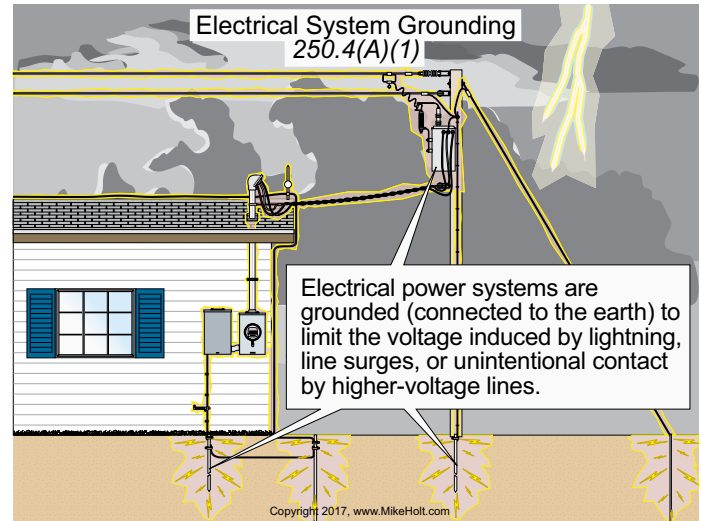 Electrical System Grounding
250.4(A)(1)
Electrical power systems are
grounded (connected to the earth) to
limit the voltage induced by lightning,
line surges, or unintentional contact
by higher-voltage lines.
Copyright 2017, www.MikeHolt.com